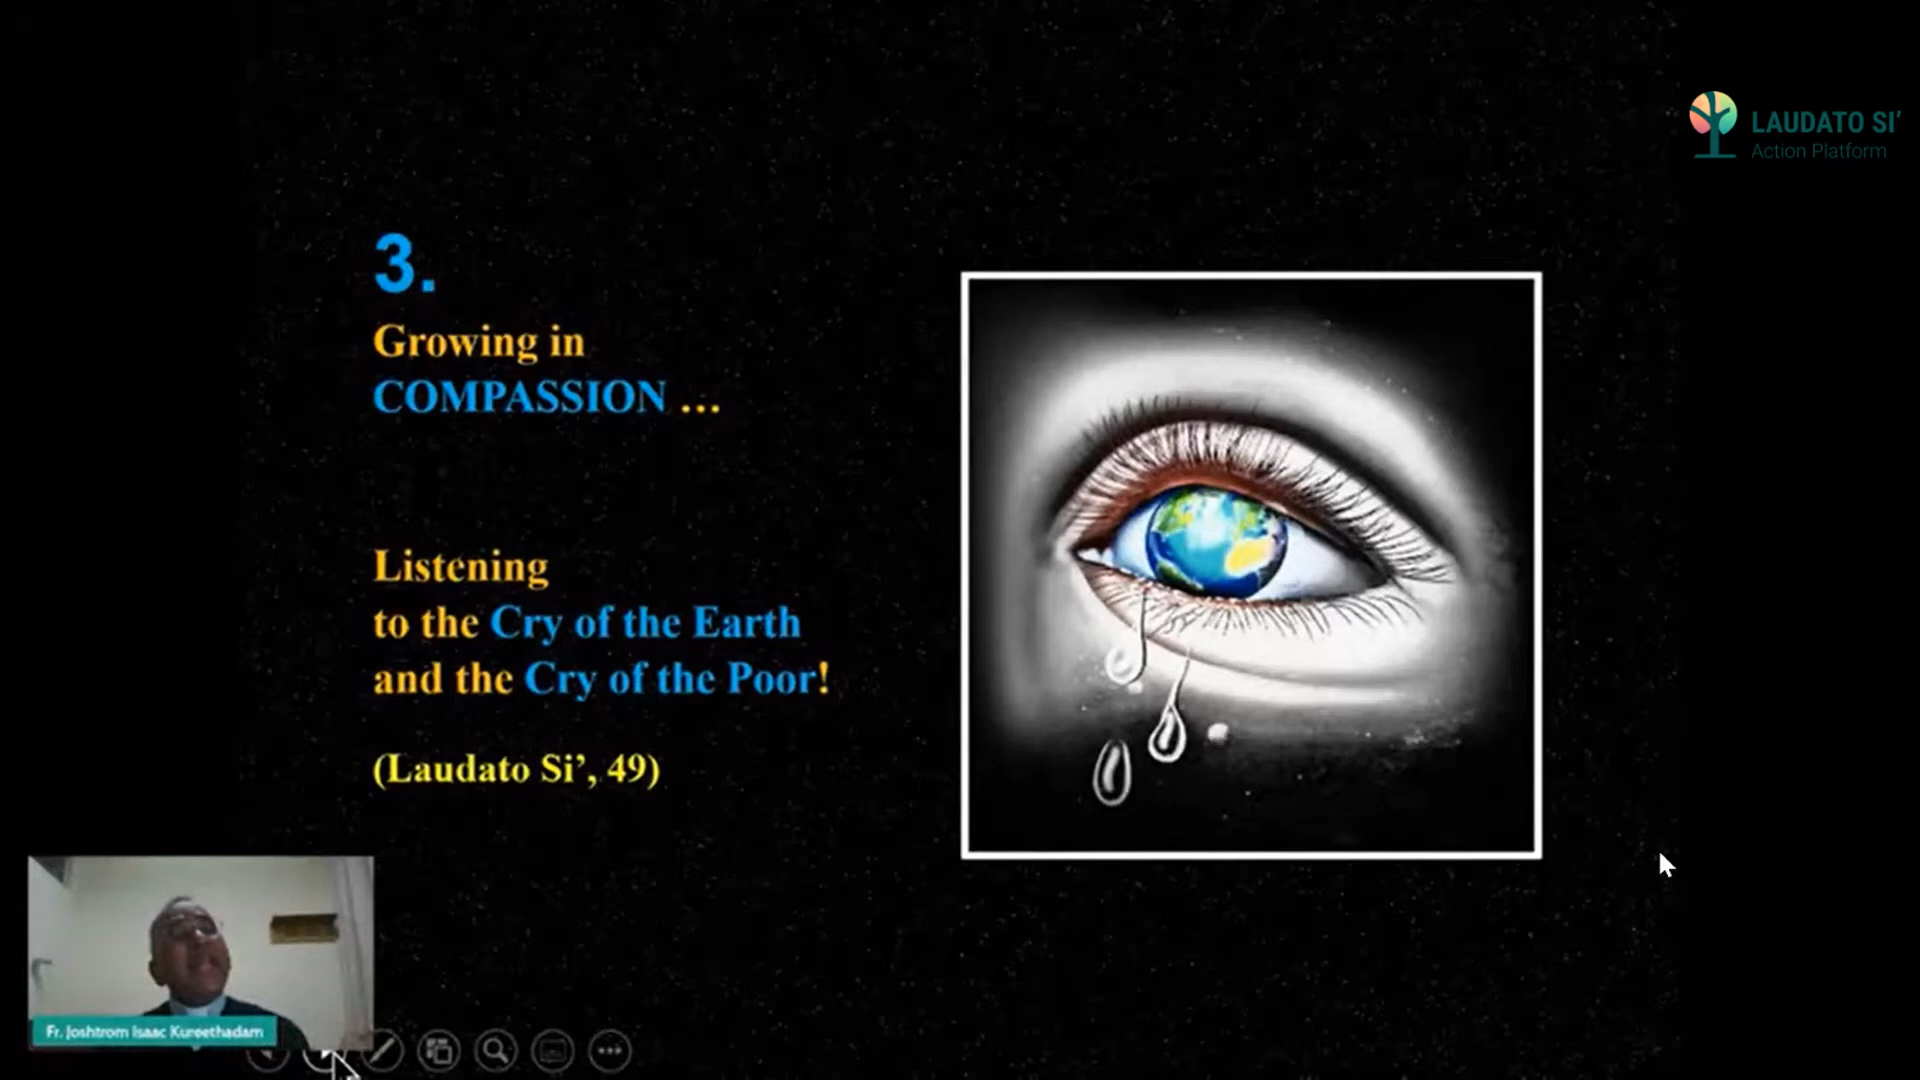 LAUDATO SI’
Action Platform
3.
Growing in
COMPASSION ...
Listening
to the Cry of the Earth
and the Cry of the Poor!
(Laudato Si’, 49)
Fr. Joshtrom Isaac Kureethadam